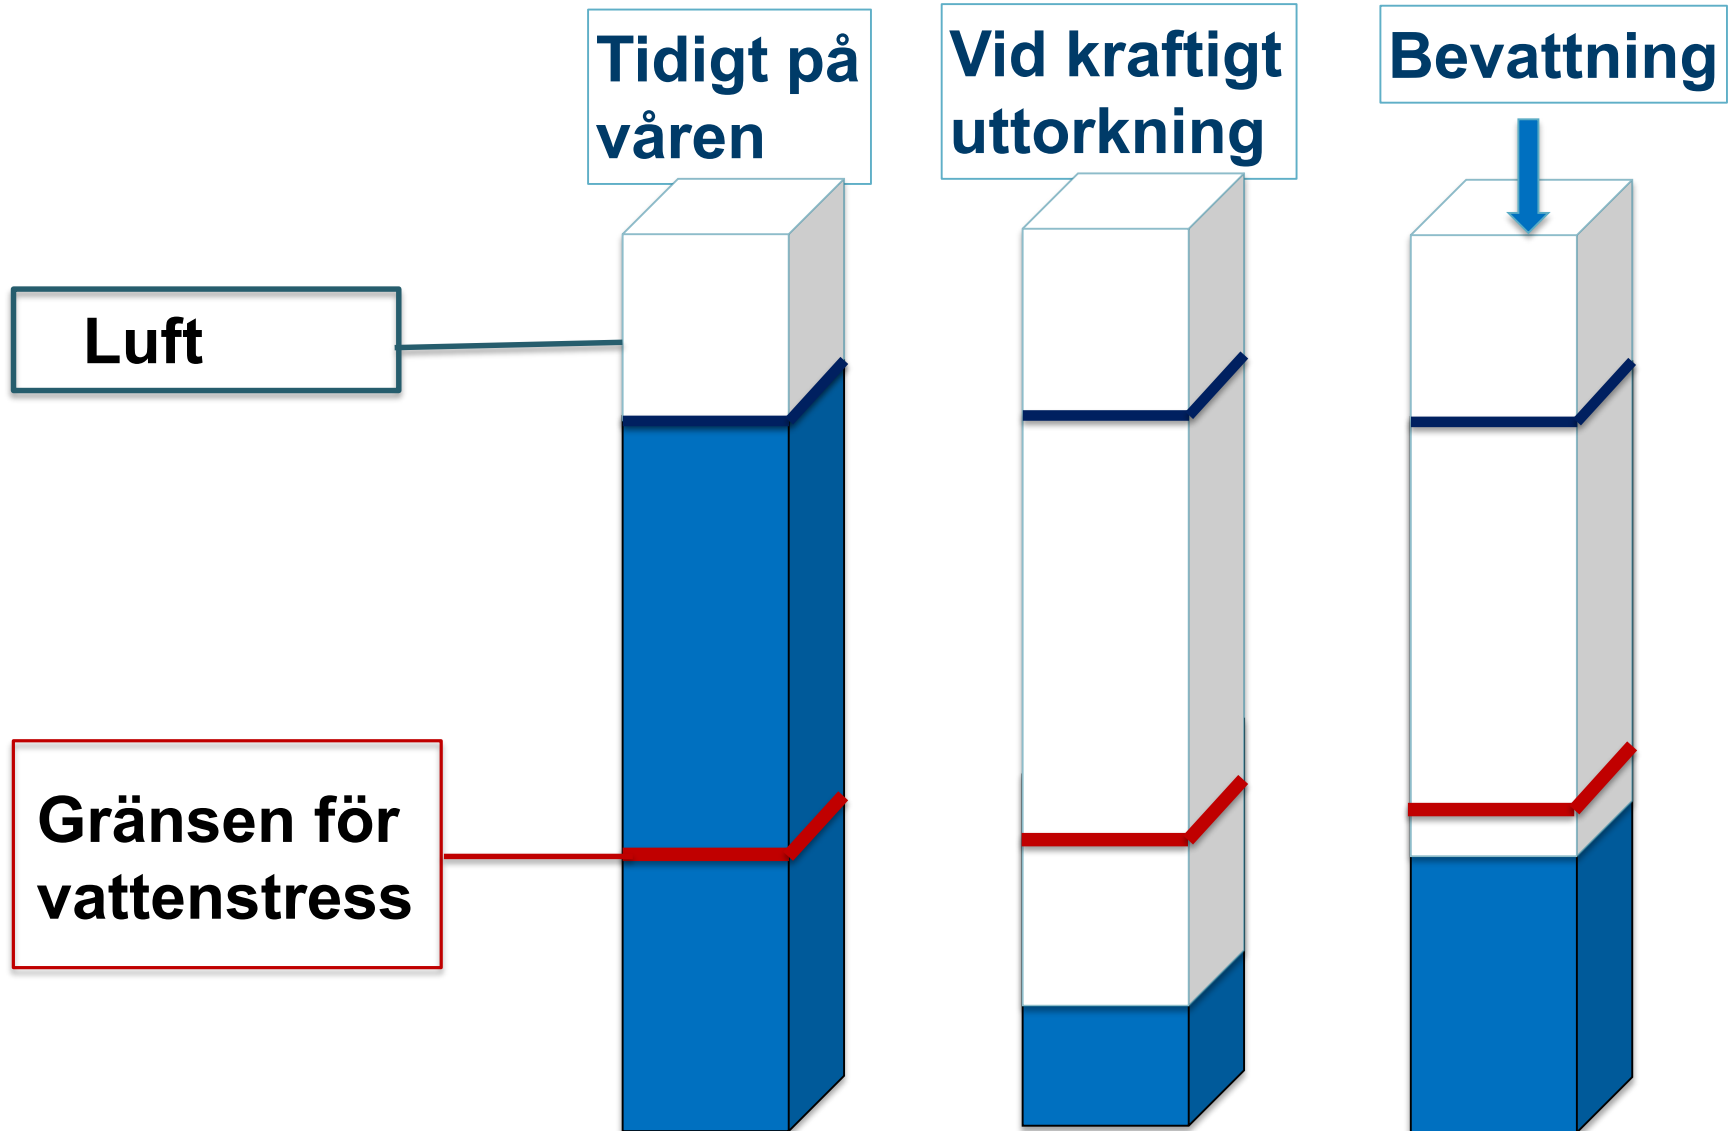 Tidigt på
våren
Vid kraftigt
uttorkning
Bevattning
Luft
Gränsen för
vattenstress